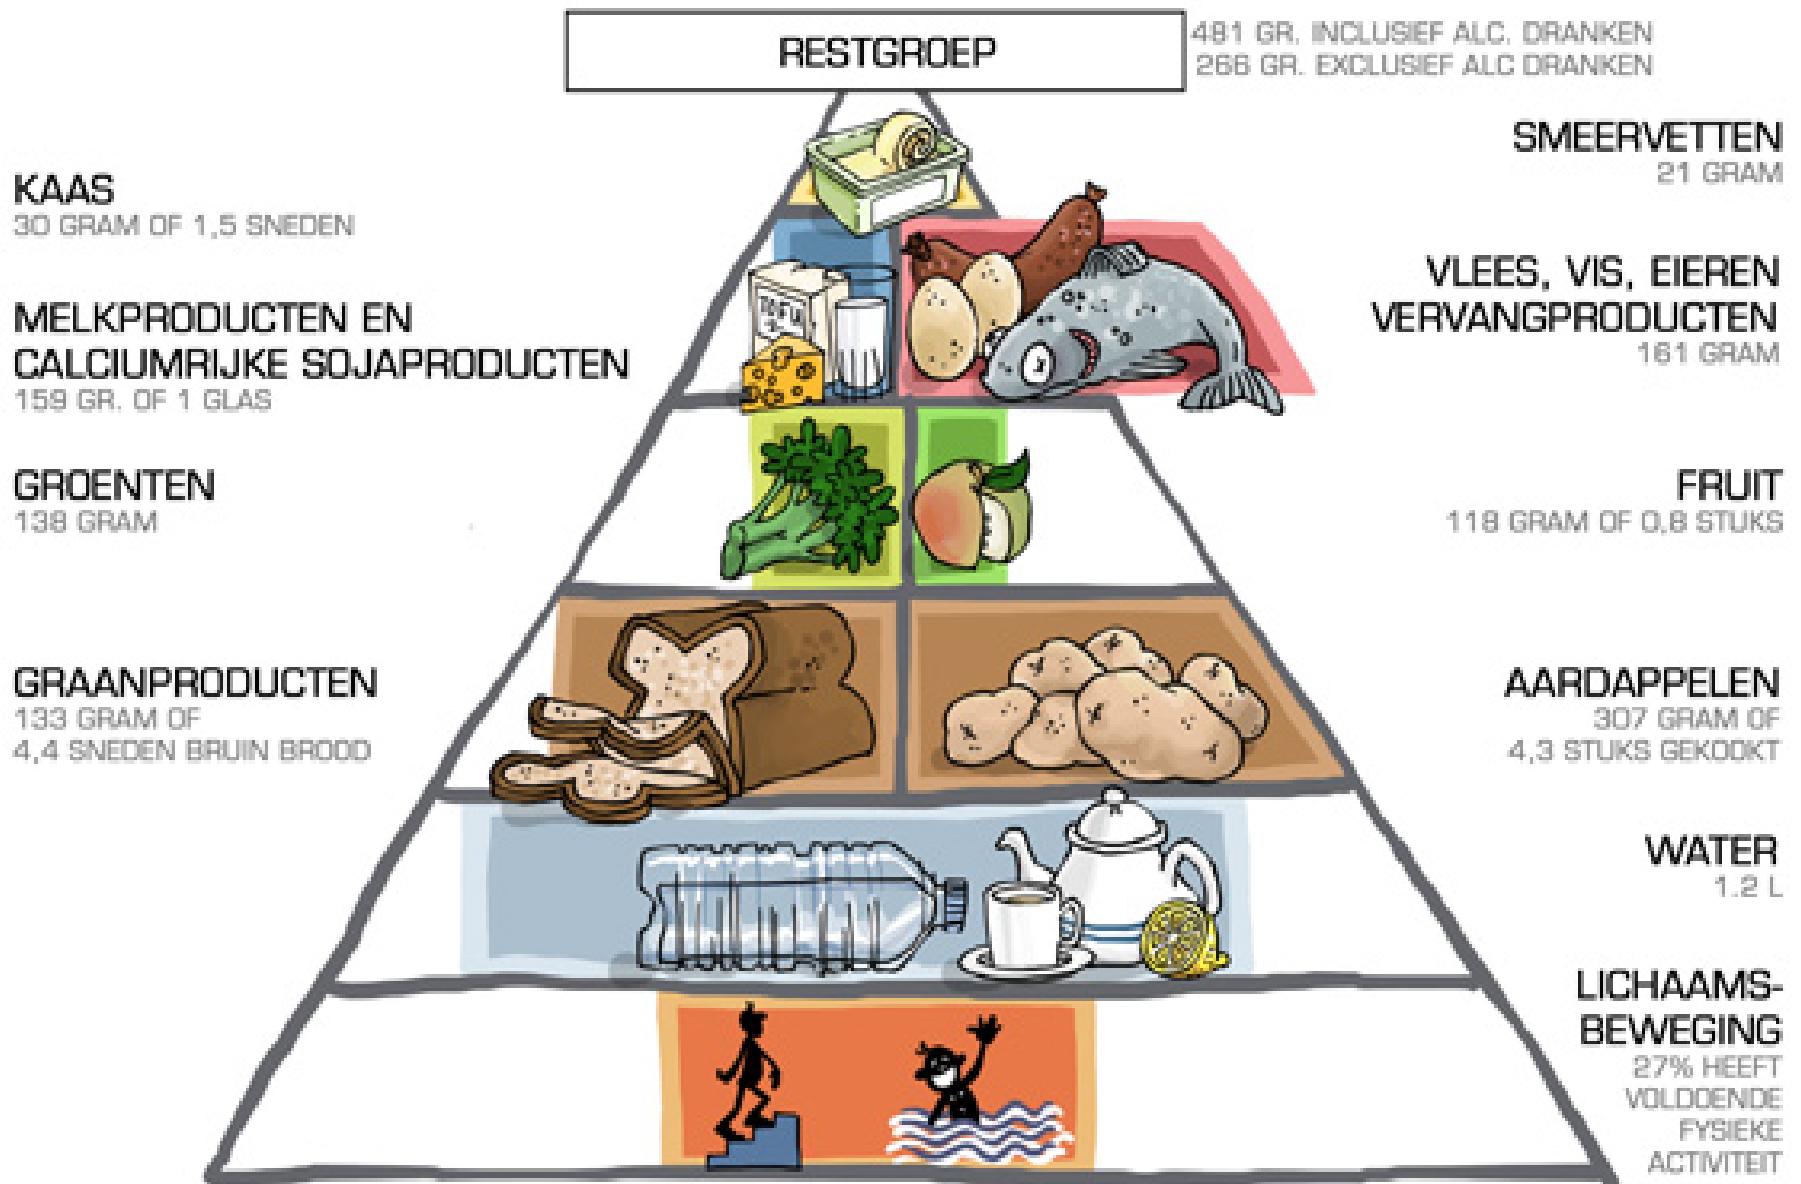 RESTGROEP
481 GR. INCLUSIEF ALC. DRANKEN
266 GR. EXCLUSIEF ALC DRANKEN
SMEERVETTEN
21 GRAM
KAAS
30 GRAM OF 1,5 SNEDEN
VLEES, VIS, EIEREN
VERVANGPRODUCTEN
161 GRAM
MELKPRODUCTEN EN
CALCIUMRIJKE SOJAPRODUCTEN
159 GR. OF 1 GLAS
GROENTEN
138 GRAM
FRUIT
118 GRAM OF 0,8 STUKS
GRAANPRODUCTEN
133 GRAM OF
4,4 SNEDEN BRUIN BROOD
AARDAPPELEN
307 GRAM OF
4,3 STUKS GEKOOKT
WATER
1.2 L
LICHAAMS-
BEWEGING
27% HEEFT
VOLDOENDE
FYSIEKE
ACTIVITEIT